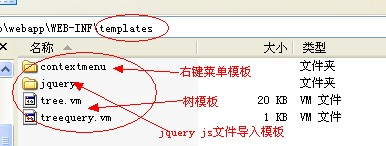 o\webapp\WEB-INF\templates
名称 大小 类型
contextmenu 右键菜单模板 文件夹
jquery 文件夹
tree.vm 树模板 20 KB VM 文件
treequery.vm 1 KB VM 文件
jquery js文件导入模板